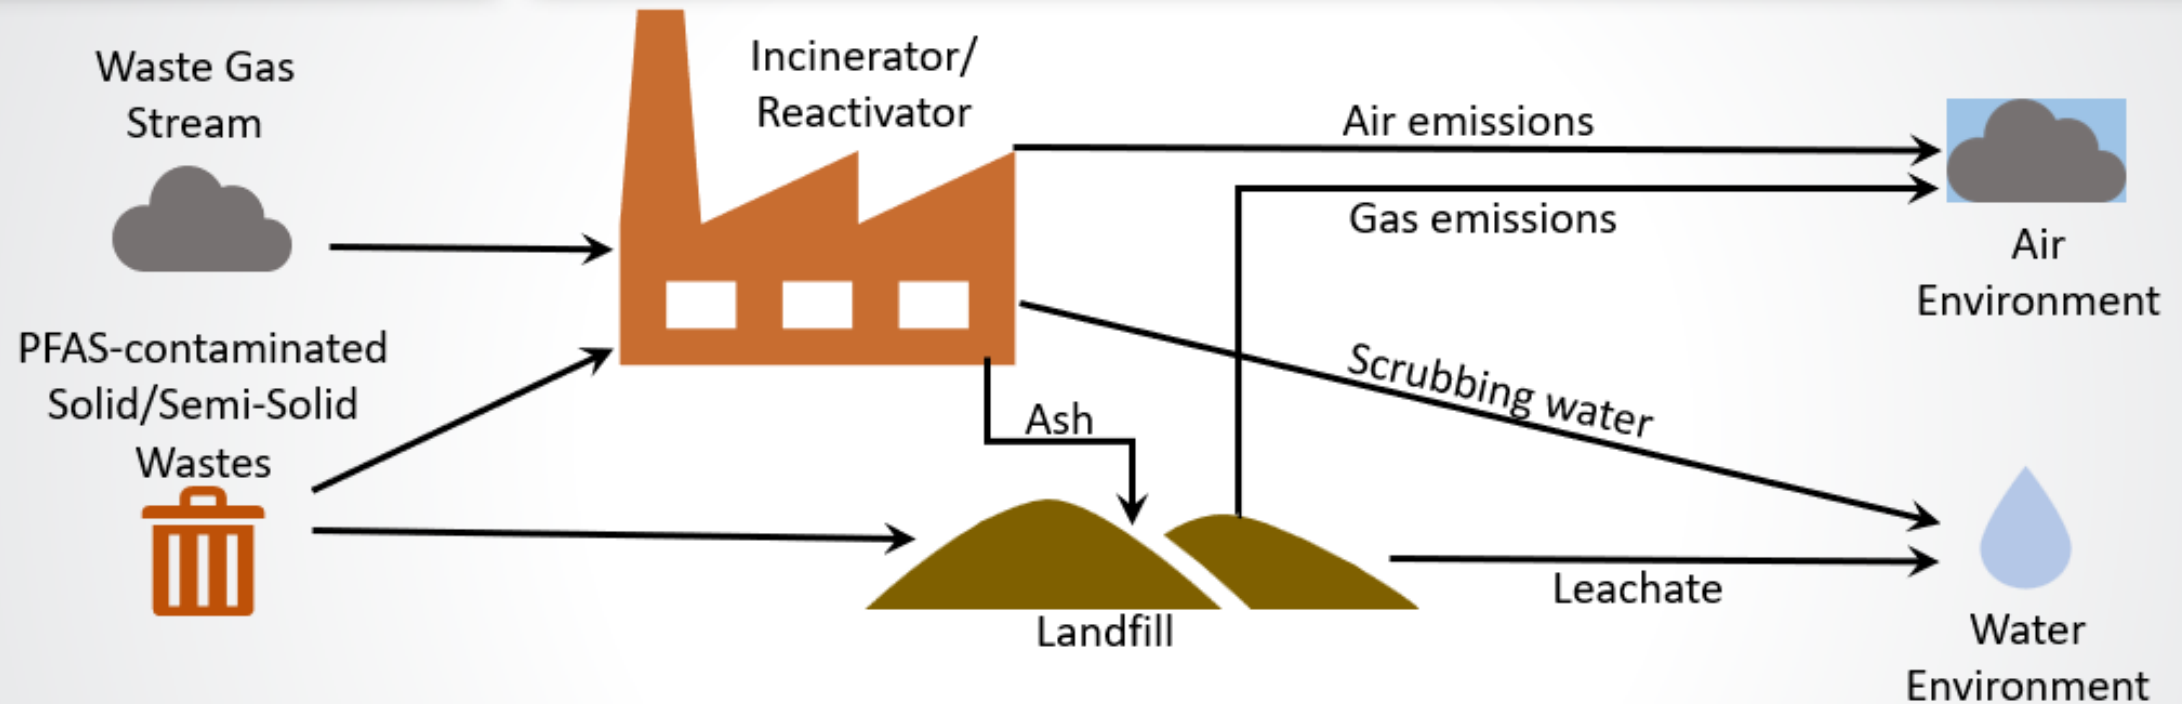 Waste Gas
Stream
Incinerator/
Reactivator
Air emissions
Gas emissions
Air
Environment
PFAS-contaminated
Solid/Semi-Solid
Wastes
Scrubbing water
Ash
Landfill
Leachate
Water
Environment